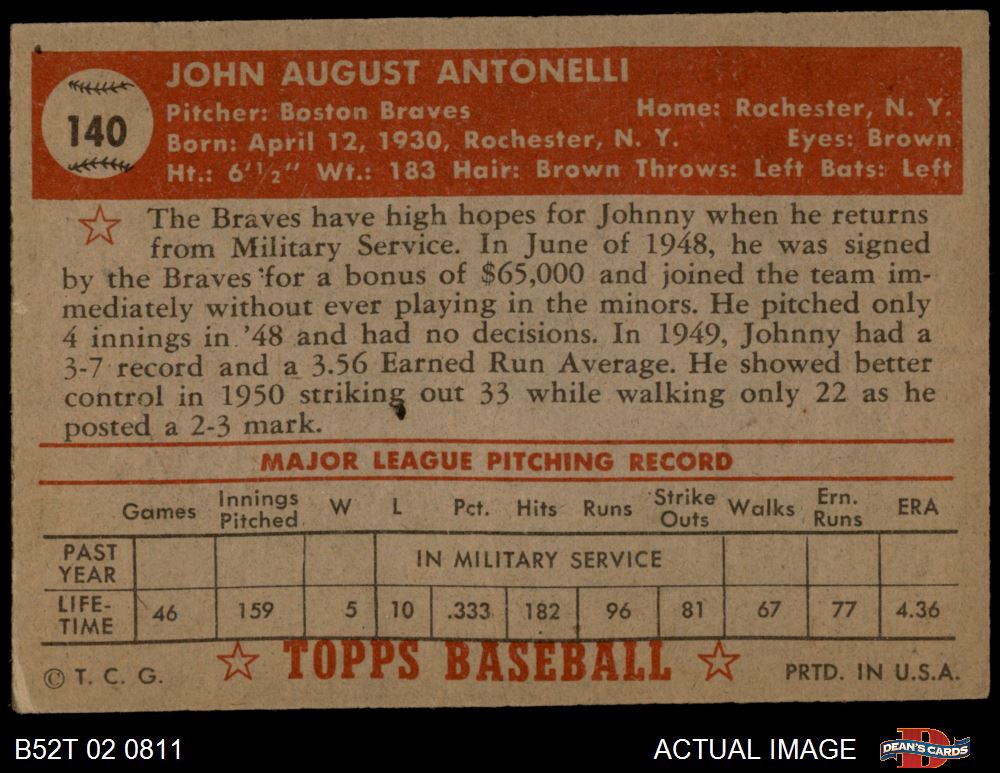 JOHN AUGUST ANTONELLI
140
Pitcher: Boston Braves Home: Rochester, N. Y.
Born: April 12, 1930, Rochester, N. Y. Eyes: Brown
Ht.: 6'1/2" Wt.: 183 Hair: Brown Throws: Left Bats: Left
The Braves have high hopes for Johnny when he returns
from Military Service. In June of 1948, he was signed
by the Braves for a bonus of $65,000 and joined the team im-
mediately without ever playing in the minors. He pitched only
4 innings in '48 and had no decisions. In 1949, Johnny had a
3-7 record and a 3.56 Earned Run Average. He showed better
control in 1950 striking out 33 while walking only 22 as he
posted a 2-3 mark.
MAJOR LEAGUE PITCHING RECORD
Games Innings Pitched W L Pct. Hits Runs Strike Outs Walks Ern. Runs ERA
PAST YEAR IN MILITARY SERVICE
LIFE-TIME 46 159 5 10 .333 182 96 81 67 77 4.36
TOPPS BASEBALL
© T. C. G. PRTD. IN U.S.A.
B52T 02 0811 ACTUAL IMAGE DEAN'S CARDS